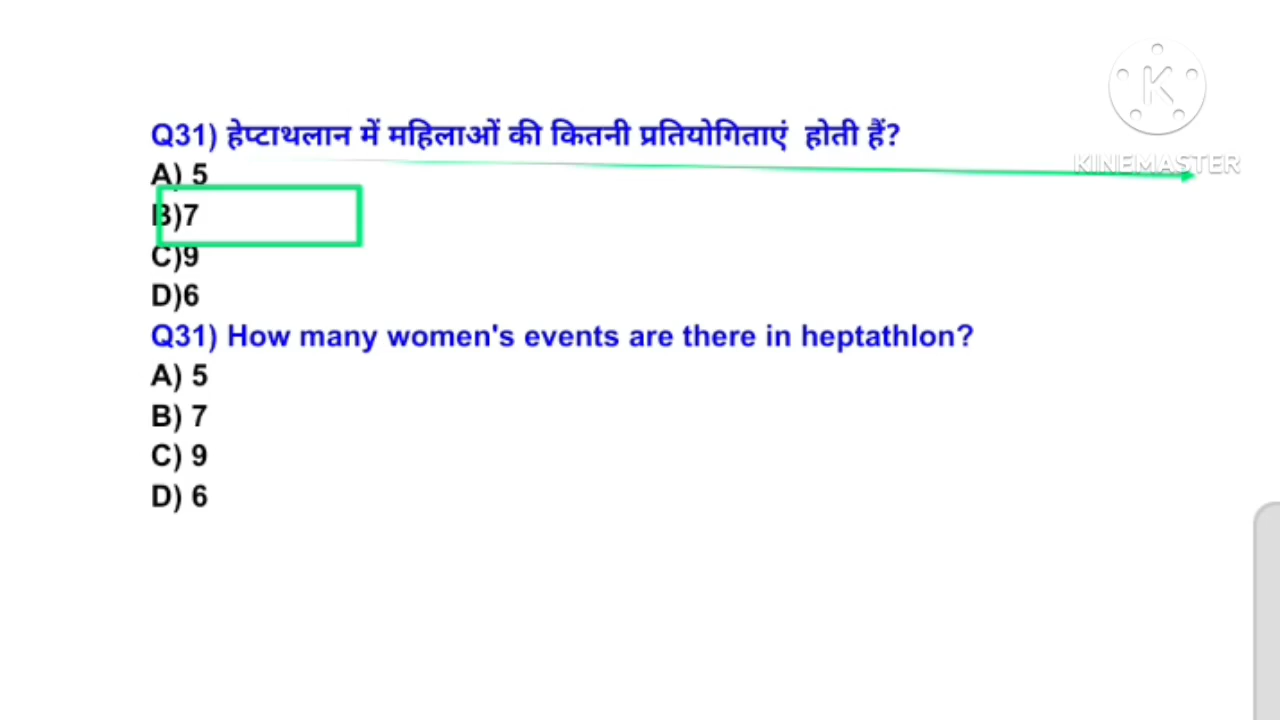 Q31) हेप्टाथलान में महिलाओं की कितनी प्रतियोगिताएं होती हैं?
A) 5
B)7
C)9
D)6
Q31) How many women's events are there in heptathlon?
A) 5
B) 7
C) 9
D) 6
K
KINEMASTER